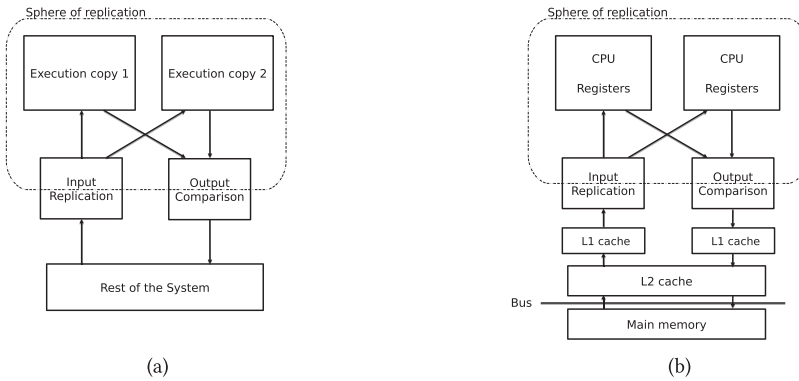 Sphere of replication
Execution copy 1
Execution copy 2
Input
Replication
Output
Comparison
Rest of the System
(a)
Sphere of replication
CPU
Registers
CPU
Registers
Input
Replication
Output
Comparison
L1 cache
L1 cache
L2 cache
Bus
Main memory
(b)